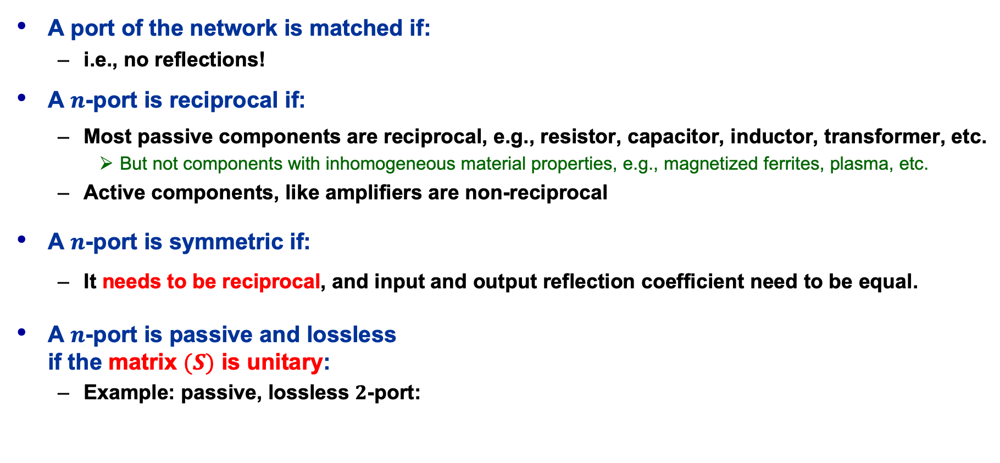 • A port of the network is matched if:
– i.e., no reflections!
• A n-port is reciprocal if:
– Most passive components are reciprocal, e.g., resistor, capacitor, inductor, transformer, etc.
➢ But not components with inhomogeneous material properties, e.g., magnetized ferrites, plasma, etc.
– Active components, like amplifiers are non-reciprocal
• A n-port is symmetric if:
– It needs to be reciprocal, and input and output reflection coefficient need to be equal.
• A n-port is passive and lossless
if the matrix (S) is unitary:
– Example: passive, lossless 2-port: